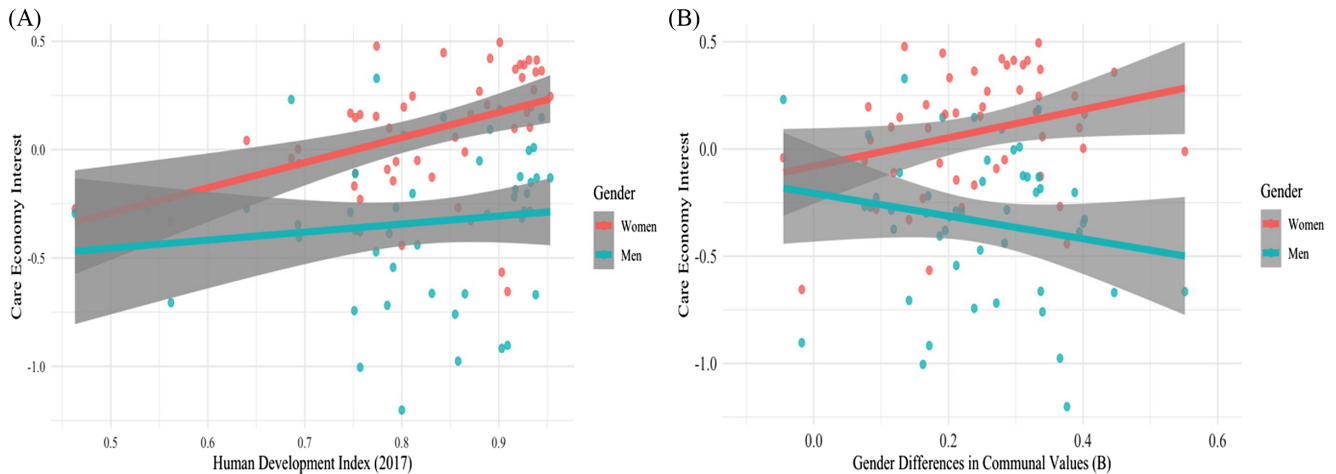 (A)
0.5
0.0
-0.5
-1.0
Care Economy Interest
0.5
0.6
0.7
0.8
0.9
Human Development Index (2017)
Gender
Women
Men
(B)
0.5
0.0
-0.5
-1.0
Care Economy Interest
0.0
0.2
0.4
0.6
Gender Differences in Communal Values (B)
Gender
Women
Men